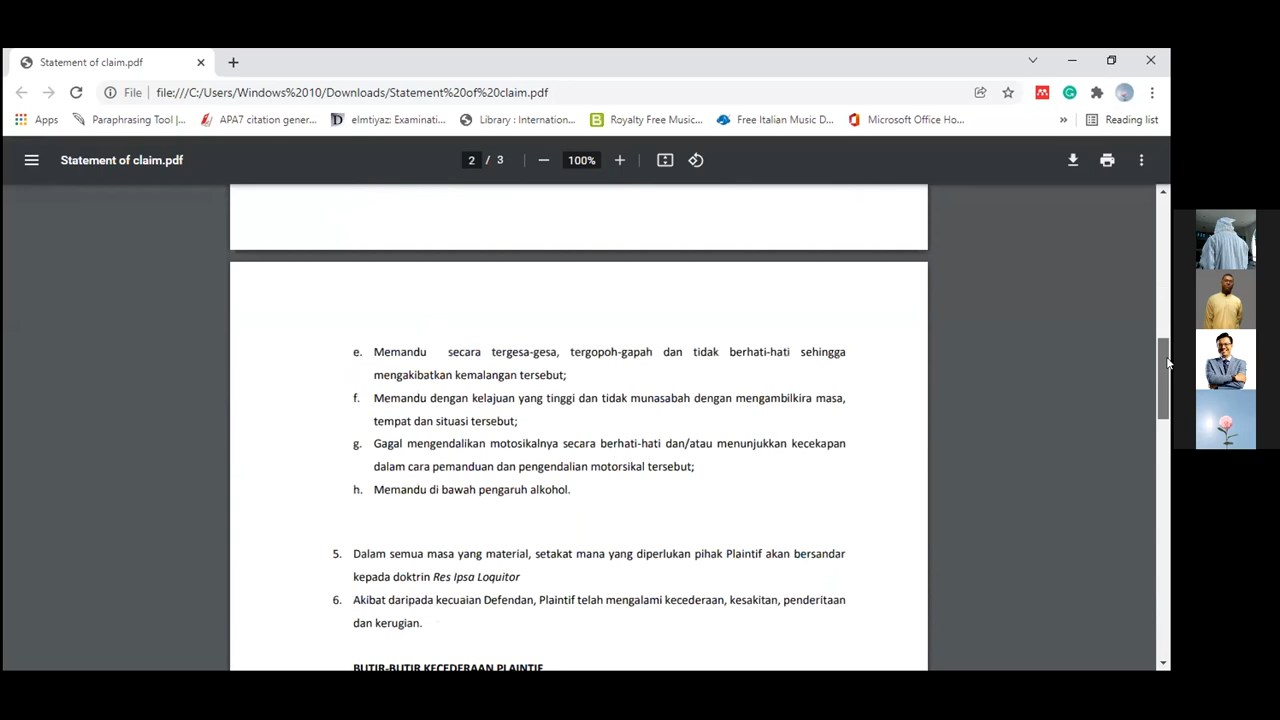 Statement of claim.pdf
File file:///C:/Users/Windows%2010/Downloads/Statement%20of%20claim.pdf
Apps Paraphrasing Tool |... APA7 citation gener... elmtiyaz: Examinati... Library : Internation... Royalty Free Music... Free Italian Music D... Microsoft Office Ho... » Reading list
Statement of claim.pdf 2 / 3 100%
e. Memandu secara tergesa-gesa, tergopoh-gapah dan tidak berhati-hati sehingga
mengakibatkan kemalangan tersebut;
f. Memandu dengan kelajuan yang tinggi dan tidak munasabah dengan mengambilkira masa,
tempat dan situasi tersebut;
g. Gagal mengendalikan motosikalnya secara berhati-hati dan/atau menunjukkan kecekapan
dalam cara pemanduan dan pengendalian motorsikal tersebut;
h. Memandu di bawah pengaruh alkohol.
5. Dalam semua masa yang material, setakat mana yang diperlukan pihak Plaintif akan bersandar
kepada doktrin Res Ipsa Loquitor
6. Akibat daripada kecuaian Defendan, Plaintif telah mengalami kecederaan, kesakitan, penderitaan
dan kerugian.
BUTIR-BUTIR KECEDERAAN PLAINTIF